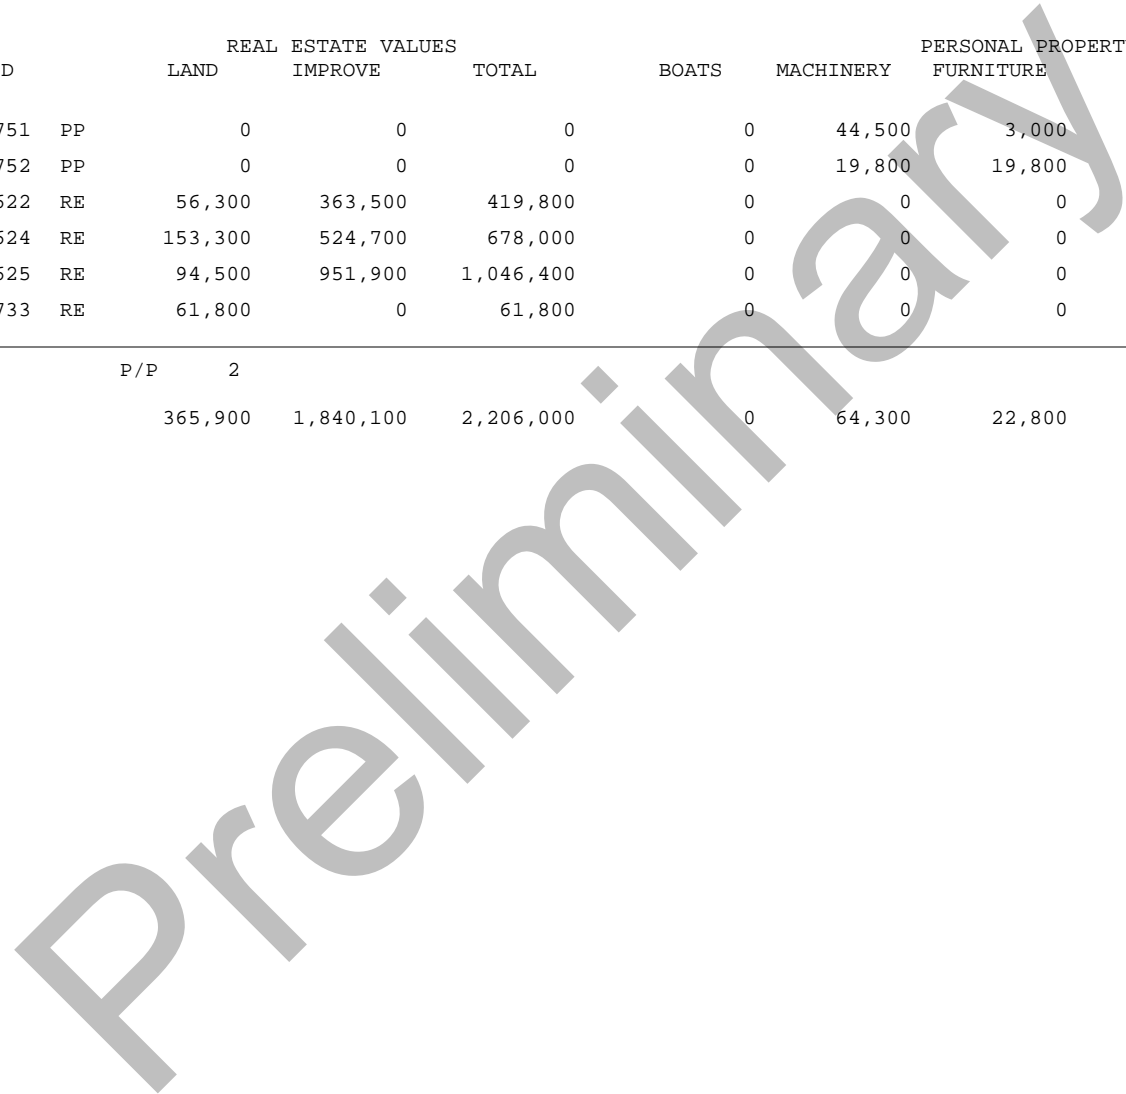 REAL ESTATE VALUES PERSONAL PROPERT
D LAND IMPROVE TOTAL BOATS MACHINERY FURNITURE
751 PP 0 0 0 0 44,500 3,000
752 PP 0 0 0 0 19,800 19,800
522 RE 56,300 363,500 419,800 0 0 0
524 RE 153,300 524,700 678,000 0 0 0
525 RE 94,500 951,900 1,046,400 0 0 0
733 RE 61,800 0 61,800 0 0 0
P/P 2
365,900 1,840,100 2,206,000 0 64,300 22,800
Preliminary